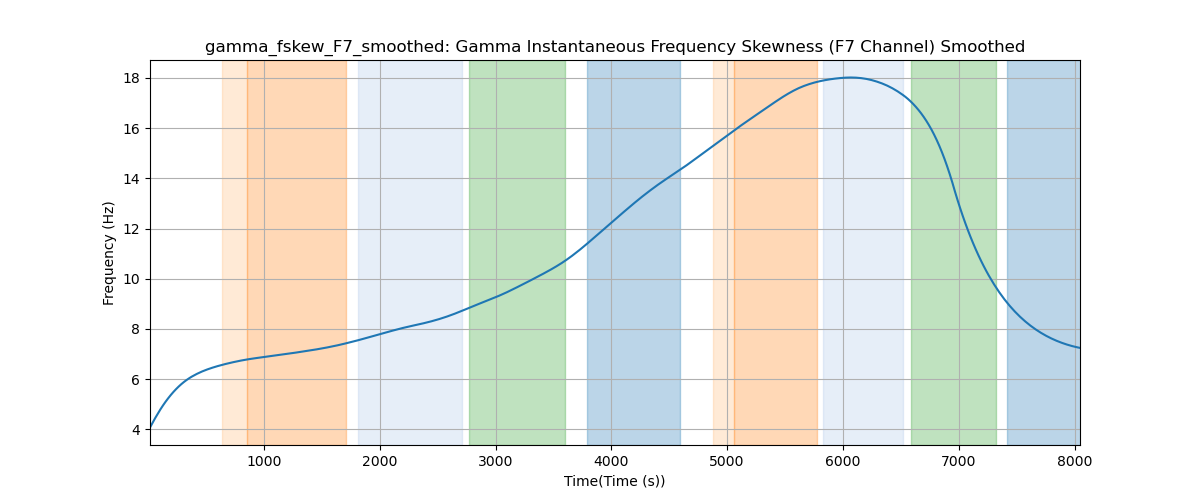 gamma_fskew_F7_smoothed: Gamma Instantaneous Frequency Skewness (F7 Channel) Smoothed
18
16
14
12
10
8
6
4
Frequency (Hz)
1000 2000 3000 4000 5000 6000 7000 8000
Time(Time (s))